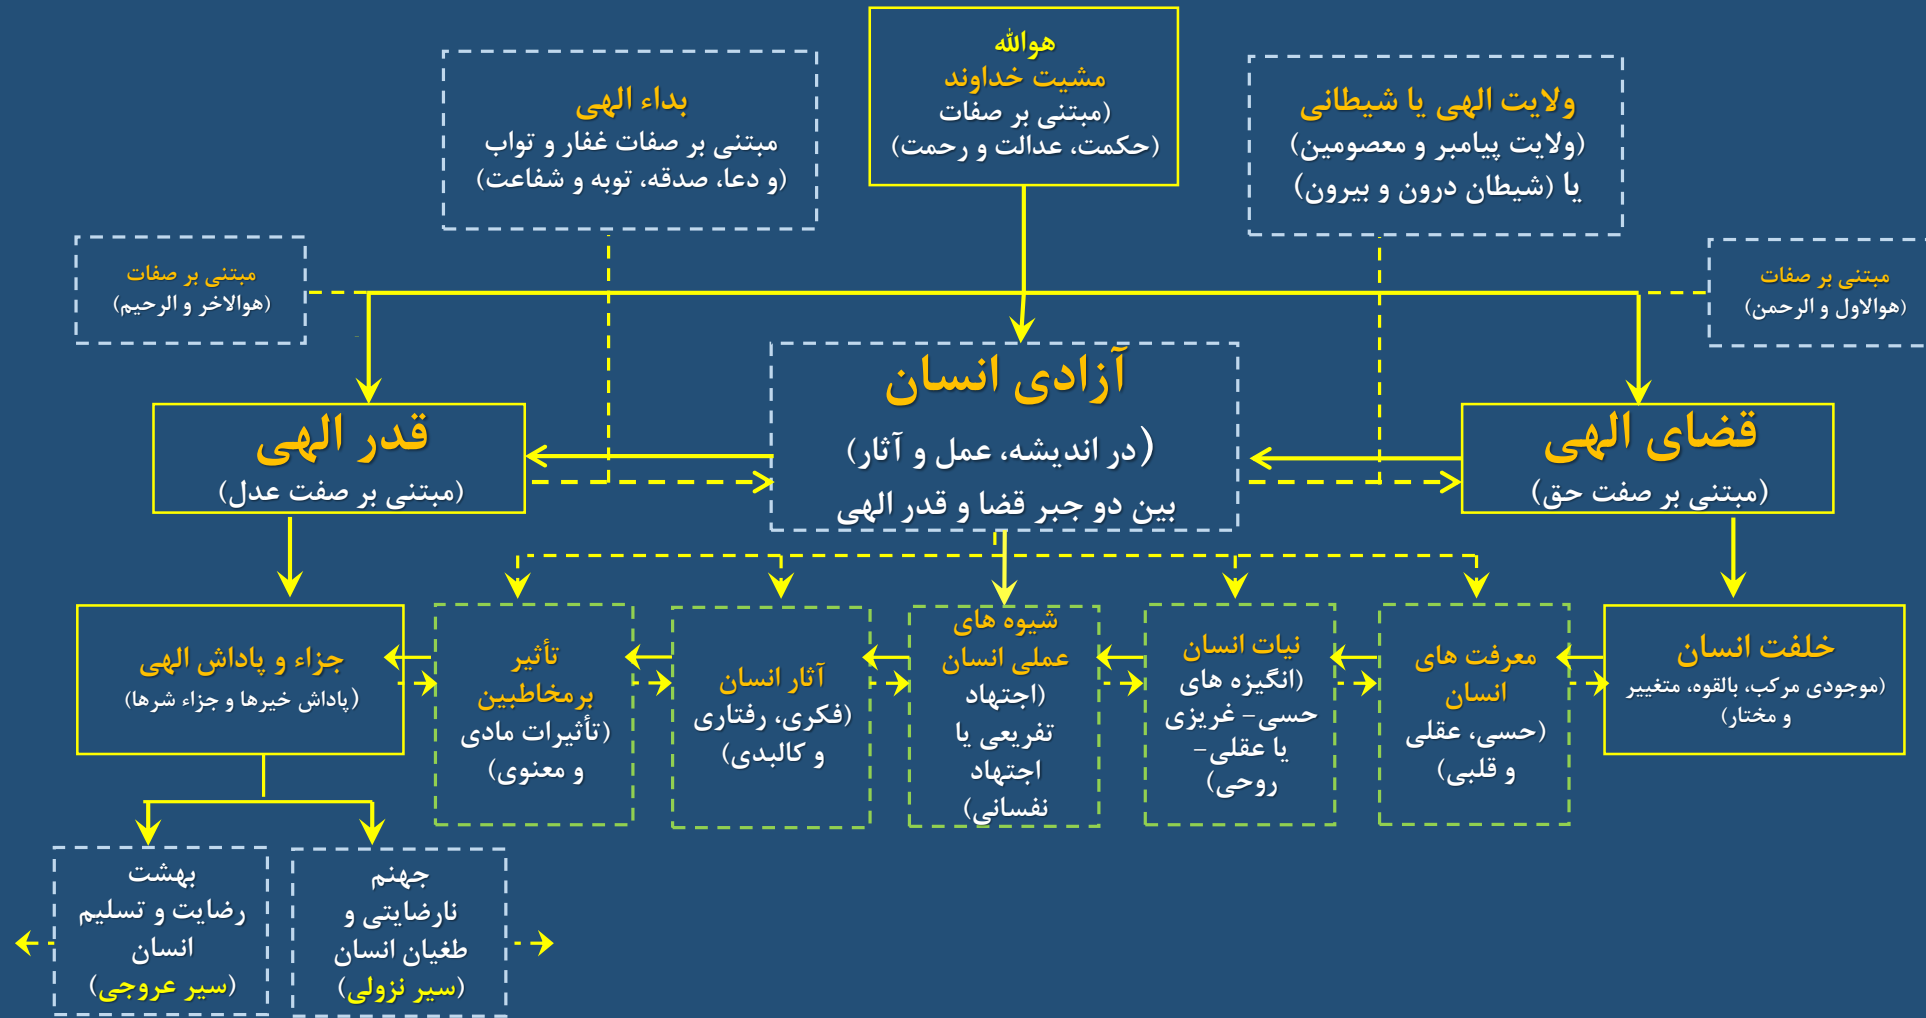 هوالله
مشیت خداوند
(مبتنی بر صفات
حکمت، عدالت و رحمت)
ولایت الهی یا شیطانی
(ولایت پیامبر و معصومین)
یا (شیطان درون و بیرون)
بداء الهی
مبتنی بر صفات غفار و تواب
(و دعا، صدقه، توبه و شفاعت)
مبتنی بر صفات
(هوالاول و الرحمن)
مبتنی بر صفات
(هوالاخر و الرحیم)
قضای الهی
(مبتنی بر صفت حق)
آزادی انسان
(در اندیشه، عمل و آثار)
بین دو جبر قضا و قدر الهی
قدر الهی
(مبتنی بر صفت عدل)
خلفت انسان
(موجودی مرکب، بالقوه، متغییر
و مختار)
معرفت های
انسان
(حسی، عقلی
و قلبی)
نیات انسان
(انگیزه های
حسی- غریزی
یا عقلی-
روحی)
شیوه های
عملی انسان
(اجتهاد
تفریعی یا
اجتهاد
نفسانی)
آثار انسان
(فکری، رفتاری
و کالبدی)
تأثیر
برمخاطبین
(تأثیرات مادی
و معنوی)
جزاء و پاداش الهی
(پاداش خیرها و جزاء شرها)
جهنم
نارضایتی و
طغیان انسان
(سیر نزولی)
بهشت
رضایت و تسلیم
انسان
(سیر عروجی)